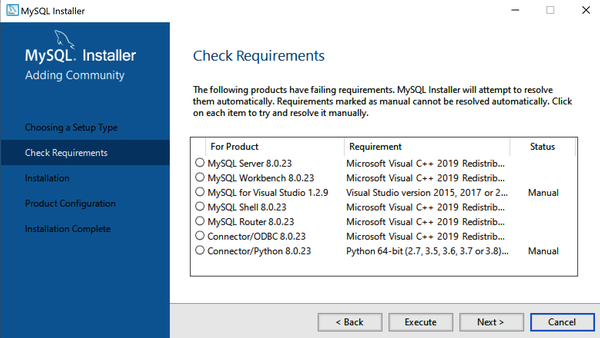 MySQL Installer
MySQL. Installer
Adding Community
Choosing a Setup Type
Check Requirements
Installation
Product Configuration
Installation Complete
Check Requirements
The following products have failing requirements. MySQL Installer will attempt to resolve
them automatically. Requirements marked as manual cannot be resolved automatically. Click
on each item to try and resolve it manually.
For Product Requirement Status
MySQL Server 8.0.23 Microsoft Visual C++ 2019 Redistrib...
MySQL Workbench 8.0.23 Microsoft Visual C++ 2019 Redistrib...
MySQL for Visual Studio 1.2.9 Visual Studio version 2015, 2017 or 2... Manual
MySQL Shell 8.0.23 Microsoft Visual C++ 2019 Redistrib...
MySQL Router 8.0.23 Microsoft Visual C++ 2019 Redistrib...
Connector/ODBC 8.0.23 Microsoft Visual C++ 2019 Redistrib...
Connector/Python 8.0.23 Python 64-bit (2.7, 3.5, 3.6, 3.7 or 3.8)... Manual
< Back Execute Next > Cancel